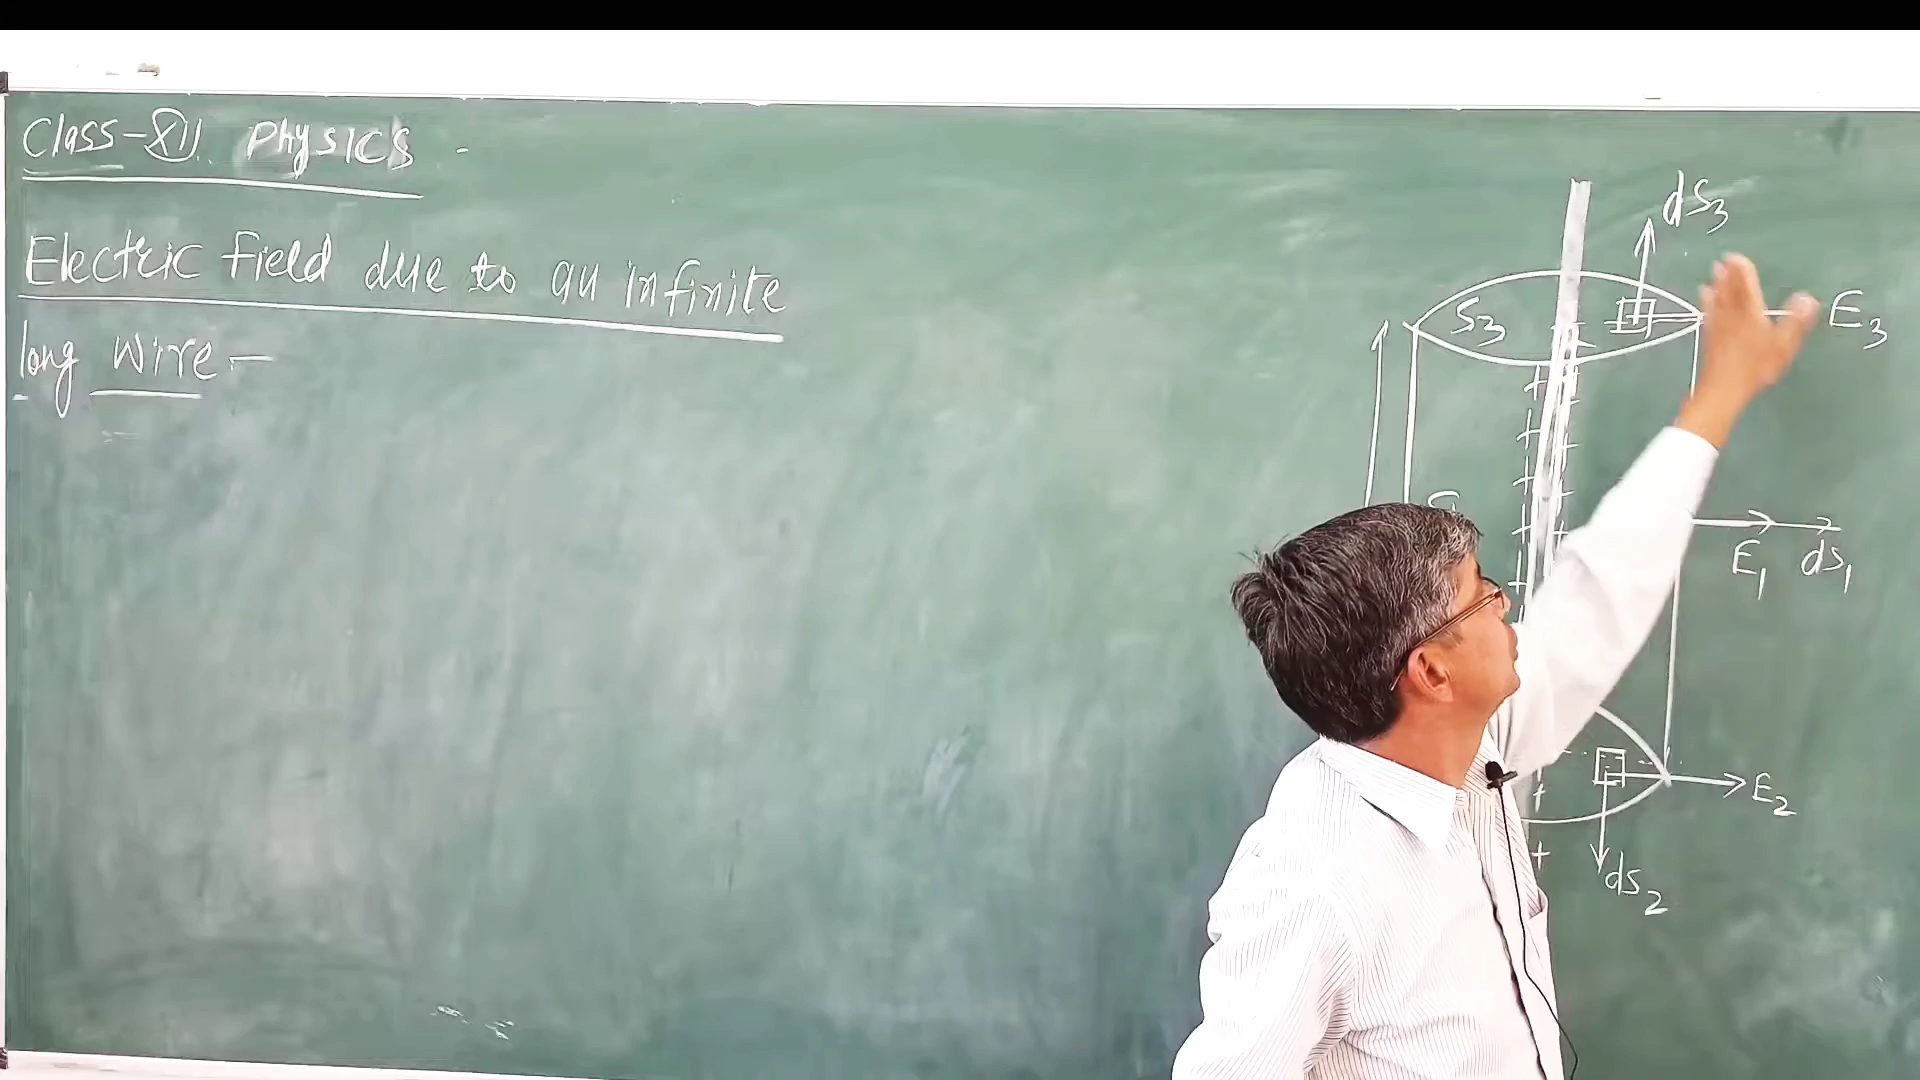 Class-XII. Physics
Electric field due to an infinite
long wire-
dS3
S3
E3
E1 dS1
E2
dS2